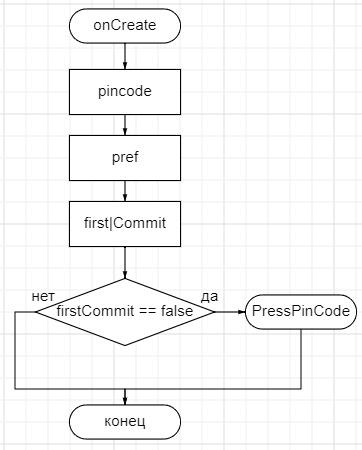 onCreate
pincode
pref
first|Commit
нет
да
firstCommit == false
PressPinCode
конец